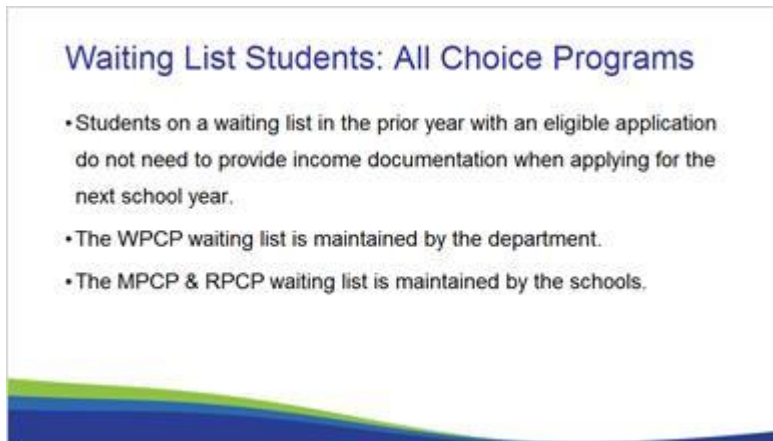 Waiting List Students: All Choice Programs
•Students on a waiting list in the prior year with an eligible application
do not need to provide income documentation when applying for the
next school year.
•The WPCP waiting list is maintained by the department.
•The MPCP & RPCP waiting list is maintained by the schools.